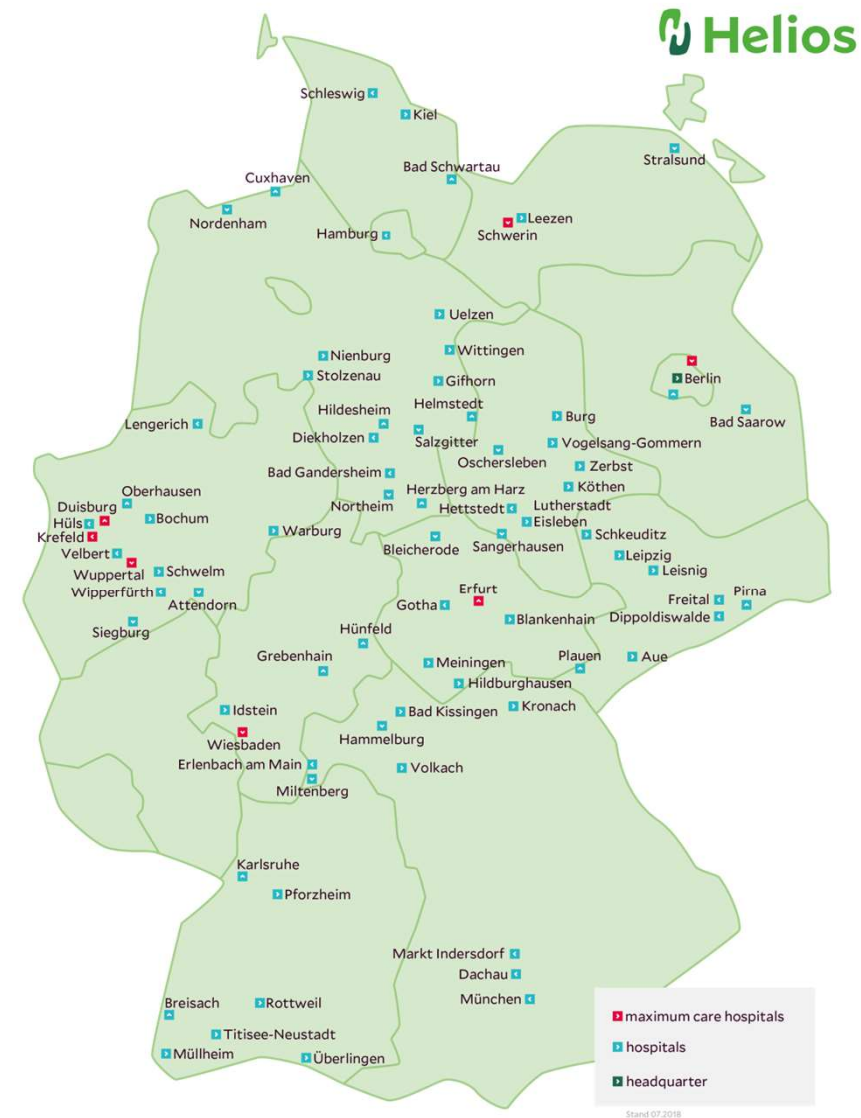 Helios
Schleswig
Kiel
Stralsund
Bad Schwartau
Cuxhaven
Nordenham
Leezen
Hamburg
Schwerin
Uelzen
Wittingen
Nienburg
Stolzenau
Gifhorn
Berlin
Helmstedt
Hildesheim
Burg
Bad Saarow
Lengerich
Diekholzen
Salzgitter
Vogelsang-Gommern
Oschersleben
Zerbst
Bad Gandersheim
Köthen
Oberhausen
Herzberg am Harz
Duisburg
Northeim
Hettstedt
Lutherstadt
Eisleben
Hüls
Bochum
Krefeld
Warburg
Bleicherode
Sangerhausen
Schkeuditz
Velbert
Leipzig
Wuppertal
Schwelm
Leisnig
Wipperfürth
Attendorn
Erfurt
Gotha
Pirna
Freital
Siegburg
Blankenhain
Dippoldiswalde
Hünfeld
Grebenhain
Meiningen
Plauen
Aue
Hildburghausen
Idstein
Bad Kissingen
Kronach
Wiesbaden
Hammelburg
Erlenbach am Main
Volkach
Miltenberg
Karlsruhe
Pforzheim
Markt Indersdorf
Dachau
München
Breisach
Rottweil
Titisee-Neustadt
Müllheim
Überlingen
maximum care hospitals
hospitals
headquarter
Stand 07.2018